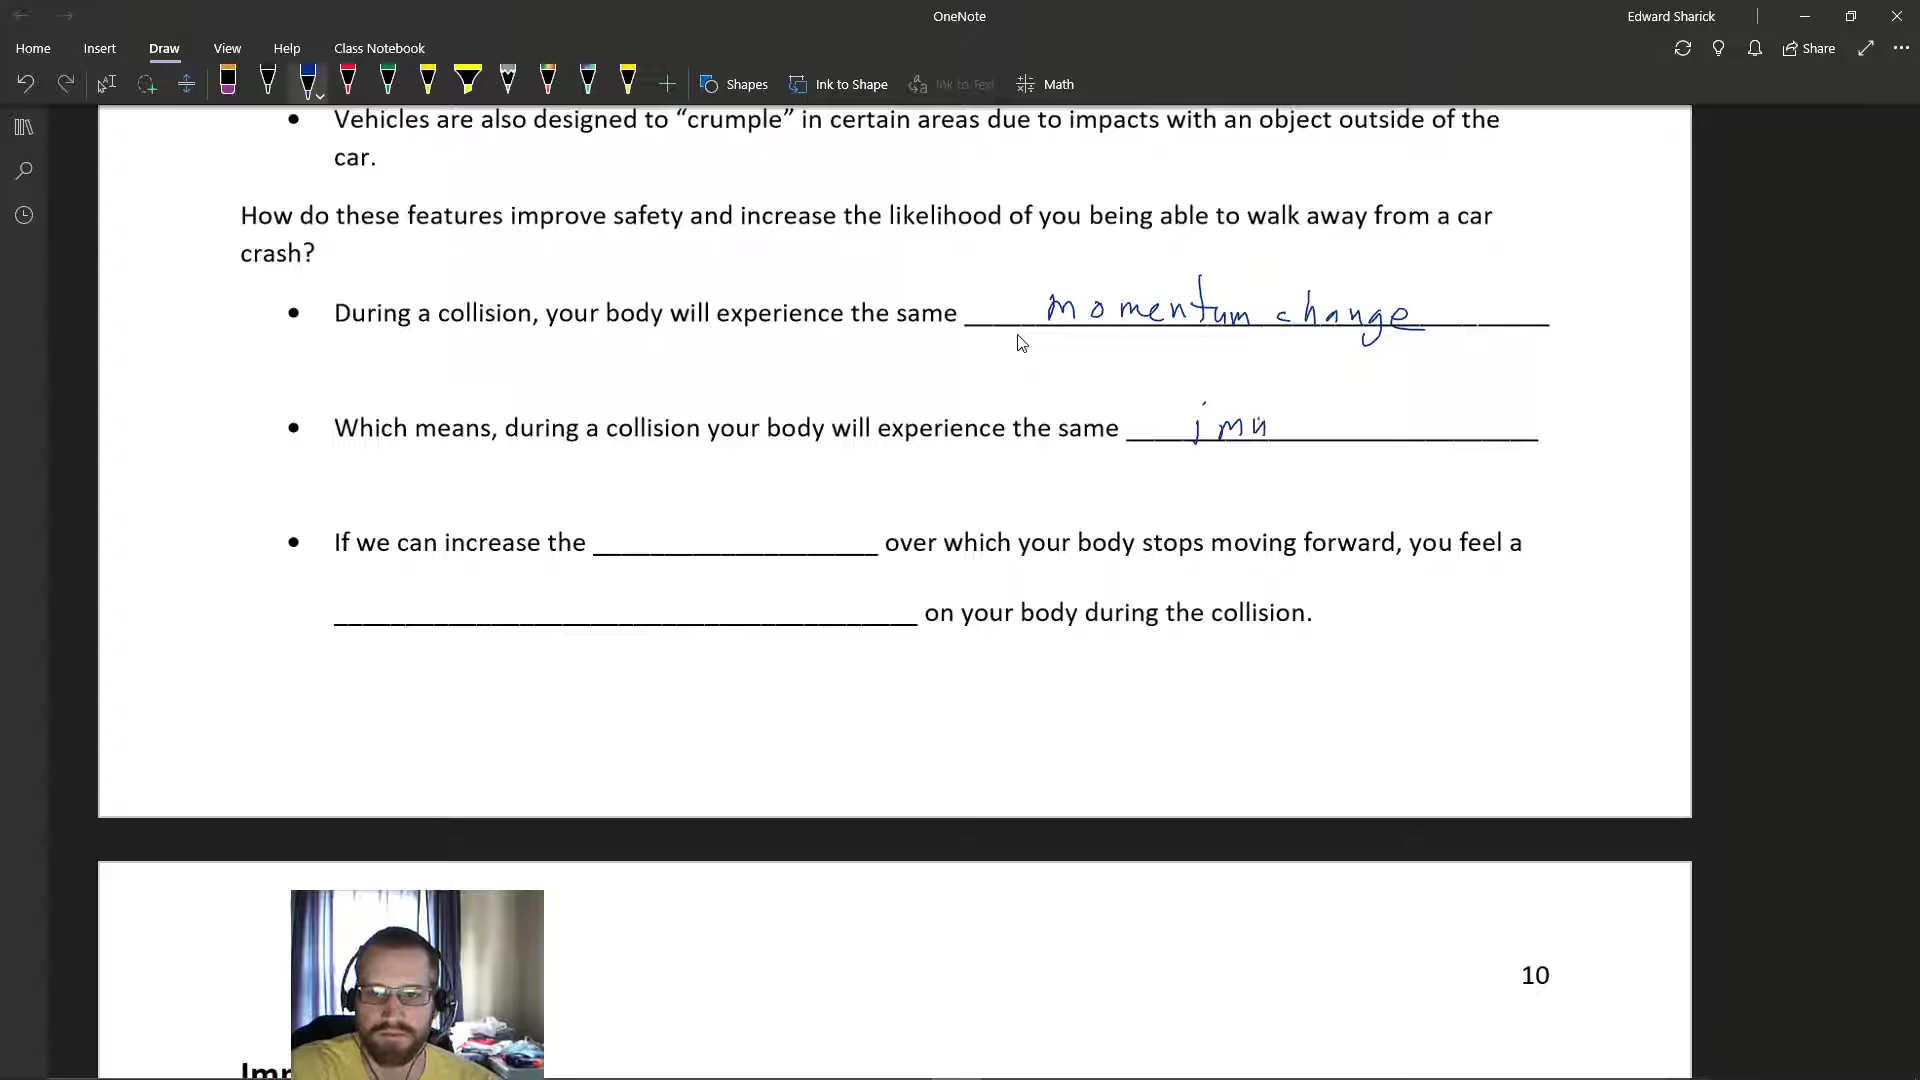 OneNote
Edward Sharick
Home Insert Draw View Help Class Notebook
Share
Shapes Ink to Shape Ink to Text Math
• Vehicles are also designed to “crumple” in certain areas due to impacts with an object outside of the
car.
How do these features improve safety and increase the likelihood of you being able to walk away from a car
crash?
• During a collision, your body will experience the same momentum change
• Which means, during a collision your body will experience the same
• If we can increase the ____________________ over which your body stops moving forward, you feel a
_________________________________________ on your body during the collision.
10